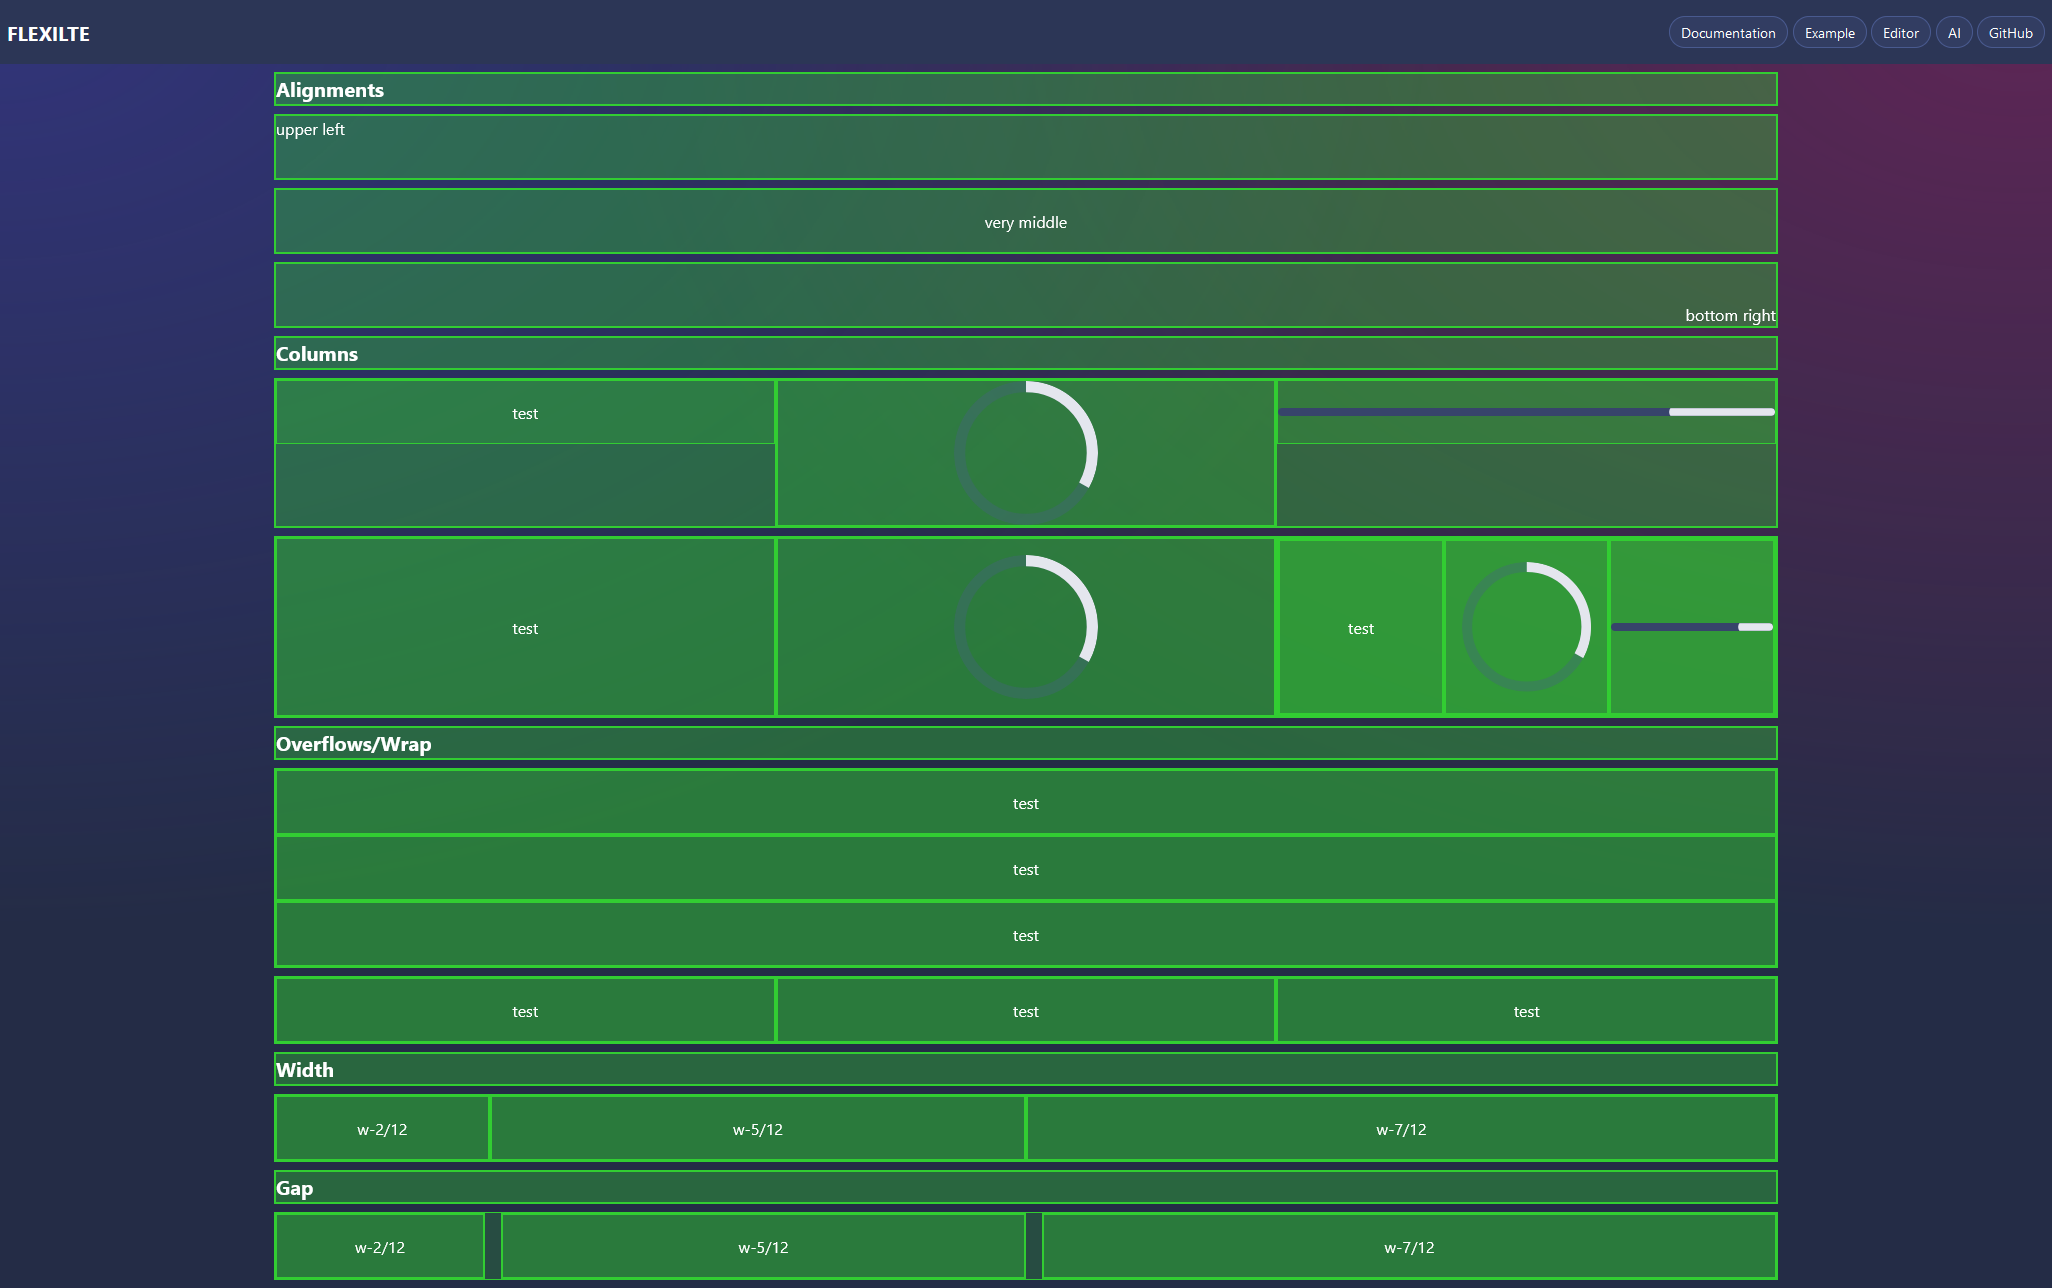 FLEXILTE
Documentation Example Editor AI GitHub
Alignments
upper left
very middle
bottom right
Columns
test
test test
Overflows/Wrap
test
test
test
test test test
Width
w-2/12 w-5/12 w-7/12
Gap
w-2/12 w-5/12 w-7/12